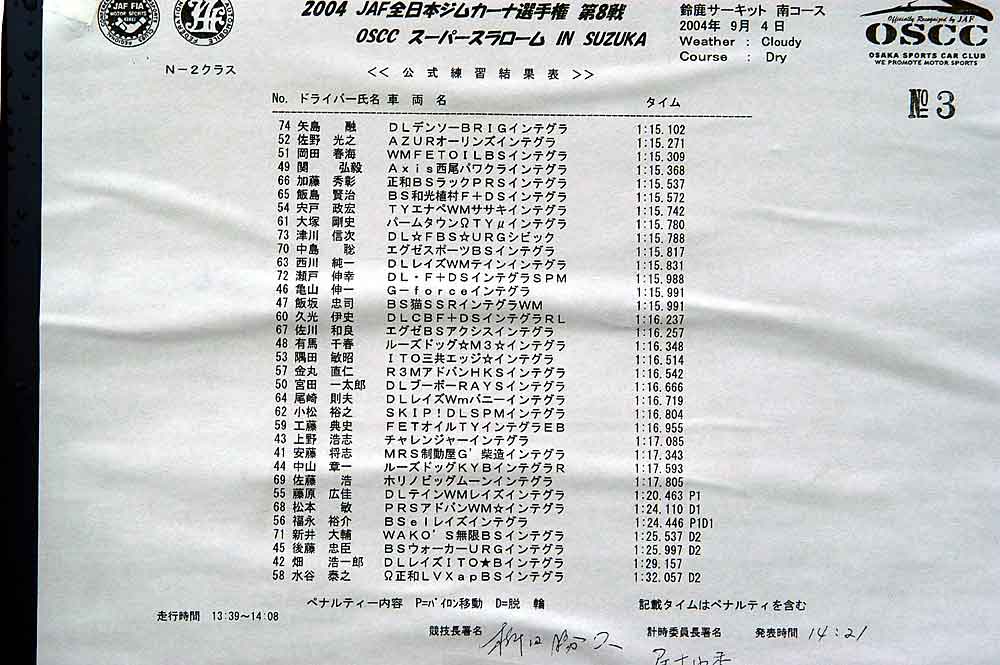 2004 JAF全日本ジムカーナ選手権 第8戦
OSCC スーパースラローム IN SUZUKA
鈴鹿サーキット 南コース
2004年 9月 4日
Weather : Cloudy
Course : Dry
JAF FIA
Officially Recognized by JAF
OSCC
OSAKA SPORTS CAR CLUB
WE PROMOTE MOTOR SPORTS
N-2クラス
<< 公式練習結果表 >>
№ 3
No. ドライバー氏名 車両名 タイム
74 矢島 融 DLデンソーBRIGインテグラ 1:15.102
52 佐野 光之 AZURオーリンズインテグラ 1:15.271
51 岡田 春海 WMFETOILBSインテグラ 1:15.309
49 関 弘毅 Axis西尾パワクライインテグラ 1:15.368
66 加藤 秀彰 正和BSラックPRSインテグラ 1:15.537
65 飯島 賢治 BS和光植村F+DSインテグラ 1:15.572
54 宍戸 政宏 TYエナペWMササキインテグラ 1:15.742
61 大塚 剛史 パームタウンΩTYμインテグラ 1:15.780
73 津川 信次 DL☆FBS☆URGシビック 1:15.788
70 中島 聡 エグゼスポーツBSインテグラ 1:15.817
63 西川 純一 DLレイズWMテインインテグラ 1:15.831
72 瀬戸 伸幸 DL・F+DSインテグラSPM 1:15.988
46 亀山 伸一 G-forceインテグラ 1:15.991
47 飯坂 忠司 BS猫SSRインテグラWM 1:15.991
60 久光 伊史 DLCBF+DSインテグラRL 1:16.237
67 佐川 和良 エグゼBSアクシスインテグラ 1:16.257
48 有馬 千春 ルーズドッグ☆M3☆インテグラ 1:16.348
53 隅田 敏昭 ITO三共エッジ☆インテグラ 1:16.514
57 金丸 直仁 R3MアドバンHKSインテグラ 1:16.542
50 宮田 一太郎 DLブーボーRAYSインテグラ 1:16.666
64 尾崎 則夫 DLレイズWmバニーインテグラ 1:16.719
62 小松 裕之 SKIP!DLSPMインテグラ 1:16.804
59 工藤 典史 FETオイルTYインテグラEB 1:16.955
43 上野 浩志 チャレンジャーインテグラ 1:17.085
41 安藤 将志 MRS制動屋G'柴造インテグラ 1:17.343
44 中山 章一 ルーズドッグKYBインテグラR 1:17.593
69 佐藤 浩 ホリノビッグムーンインテグラ 1:17.805
55 藤原 広佳 DLテインWMレイズインテグラ 1:20.463 P1
68 松本 敏 PRSアドバンWM☆インテグラ 1:24.110 D1
56 福永 裕介 BSelレイズインテグラ 1:24.446 P1D1
71 新井 大輔 WAKO'S無限BSインテグラ 1:25.537 D2
45 後藤 忠臣 BSウォーカーURGインテグラ 1:25.997 D2
42 畑 浩一郎 DLレイズITO★Bインテグラ 1:29.157
58 水谷 泰之 Ω正和LVXapBSインテグラ 1:32.057 D2
ペナルティー内容 P=パイロン移動 D=脱輪 記載タイムはペナルティを含む
走行時間 13:39~14:08
競技長署名 計時委員長署名 発表時間 14:21